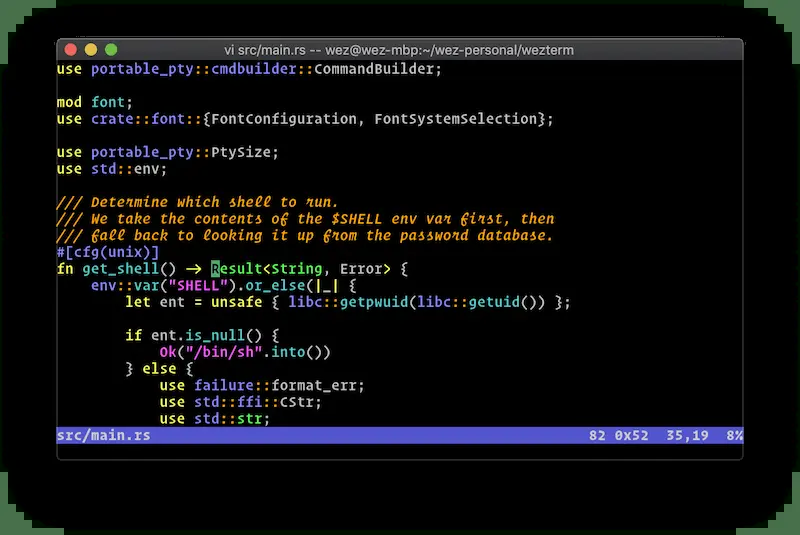 vi src/main.rs -- wez@wez-mbp:~/wez-personal/wezterm
use portable_pty::cmdbuilder::CommandBuilder;
mod font;
use crate::font::{FontConfiguration, FontSystemSelection};
use portable_pty::PtySize;
use std::env;
/// Determine which shell to run.
/// We take the contents of the $SHELL env var first, then
/// fall back to looking it up from the password database.
#[cfg(unix)]
fn get_shell() -> Result<String, Error> {
    env::var("SHELL").or_else(|_| {
        let ent = unsafe { libc::getpwuid(libc::getuid()) };
        if ent.is_null() {
            Ok("/bin/sh".into())
        } else {
            use failure::format_err;
            use std::ffi::CStr;
            use std::str;
src/main.rs 82 0x52 35,19 8%